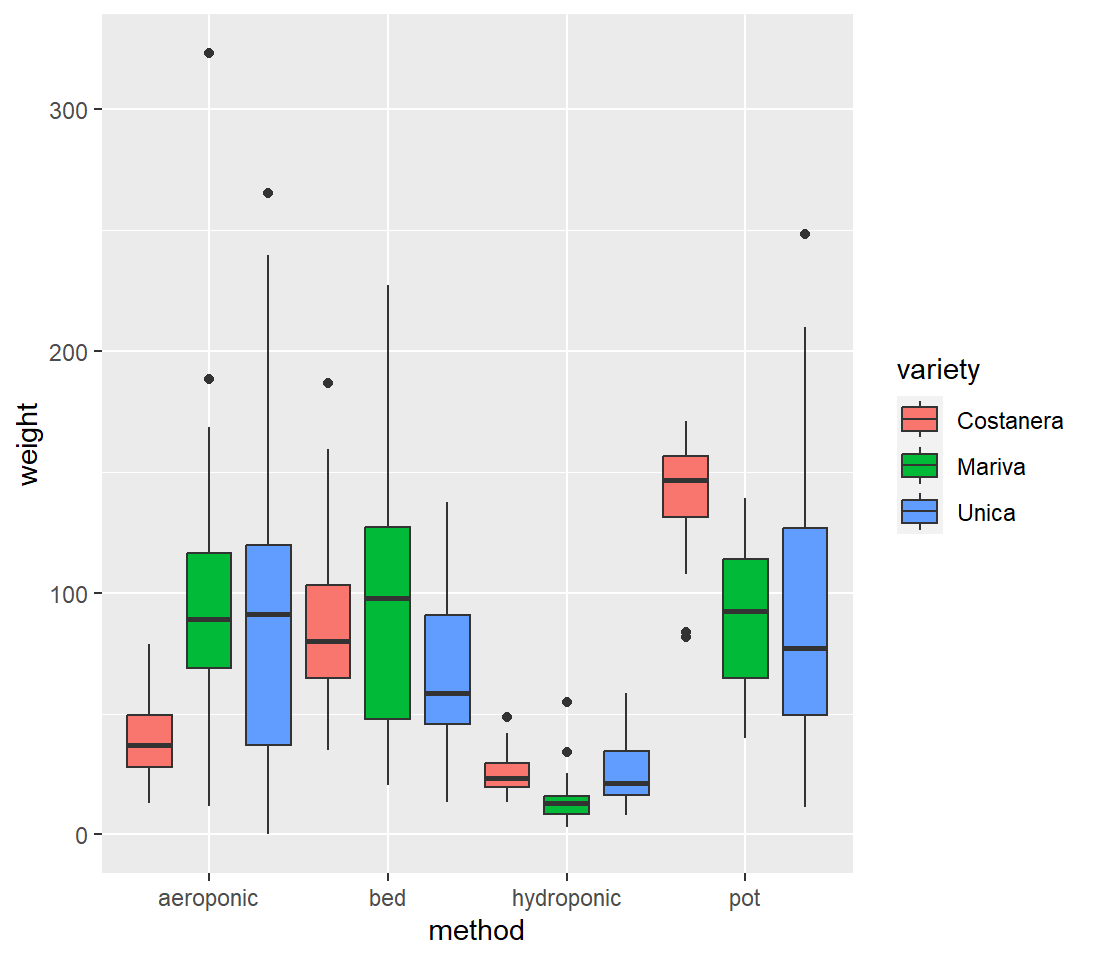 300
200
100
0
weight
aeroponic bed hydroponic pot
method
variety
Costanera
Mariva
Unica